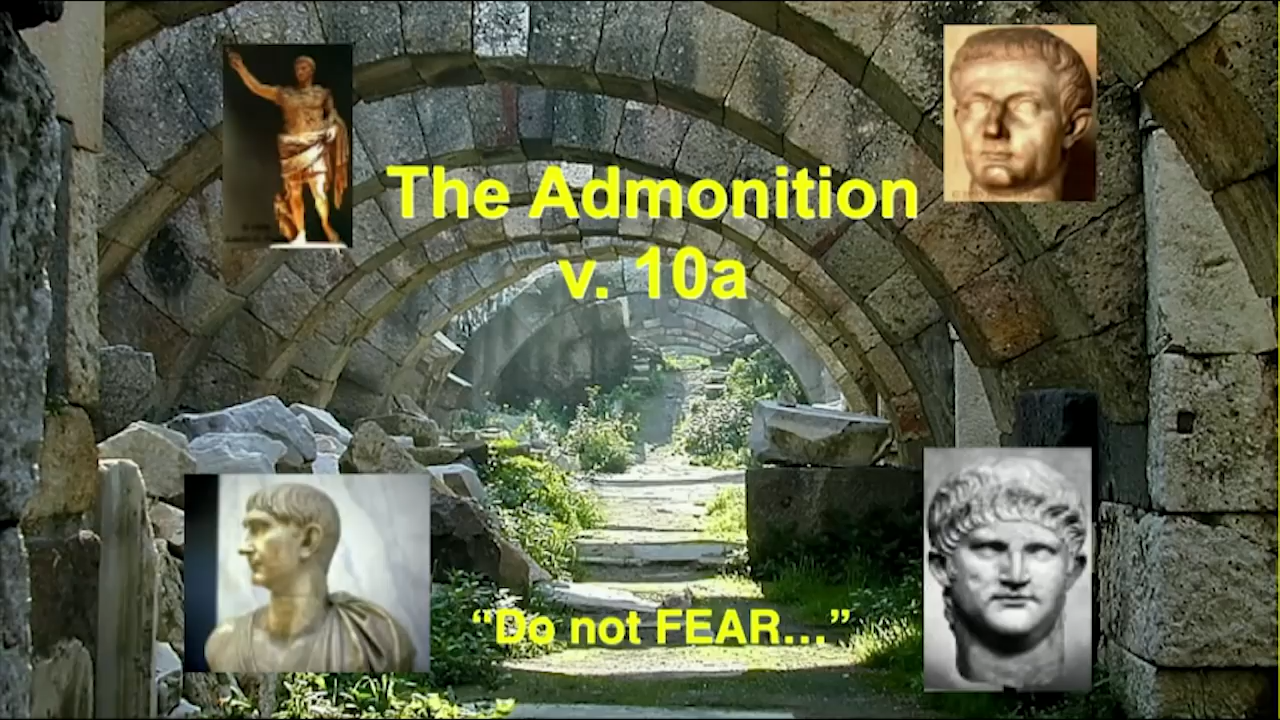 The Admonition
v. 10a
“Do not FEAR...”